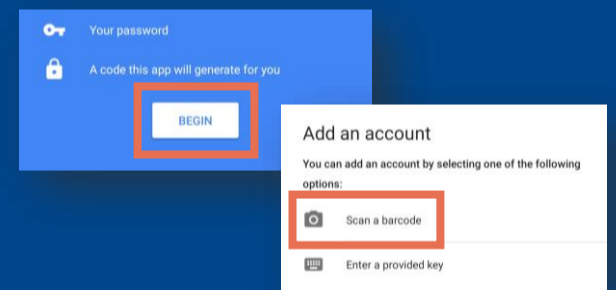 Your password
A code this app will generate for you
BEGIN
Add an account
You can add an account by selecting one of the following
options:
Scan a barcode
Enter a provided key